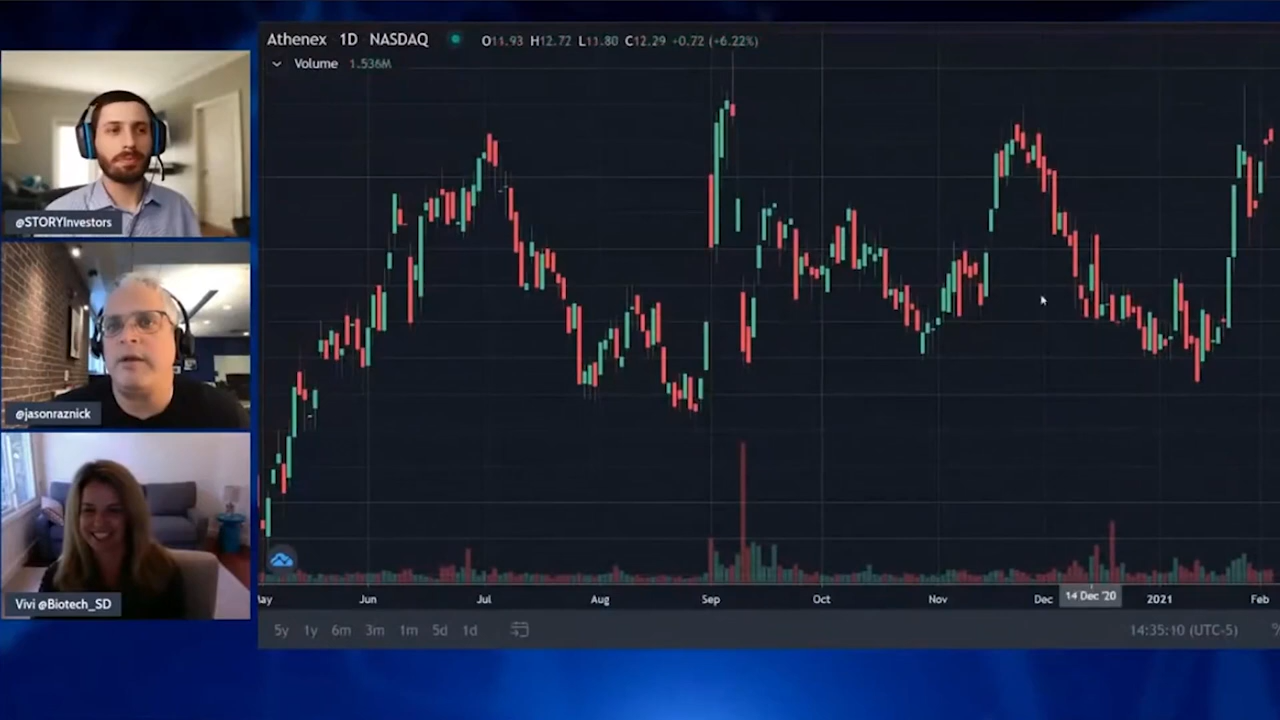 Athenex 1D NASDAQ O11.93 H12.72 L11.80 C12.29 +0.72 (+6.22%)
Volume 1.536M
@STORYInvestors
@jasonraznick
Vivi @Biotech_SD
May Jun Jul Aug Sep Oct Nov Dec 14 Dec '20 2021 Feb
5y 1y 6m 3m 1m 5d 1d 14:35:10 (UTC-5) %